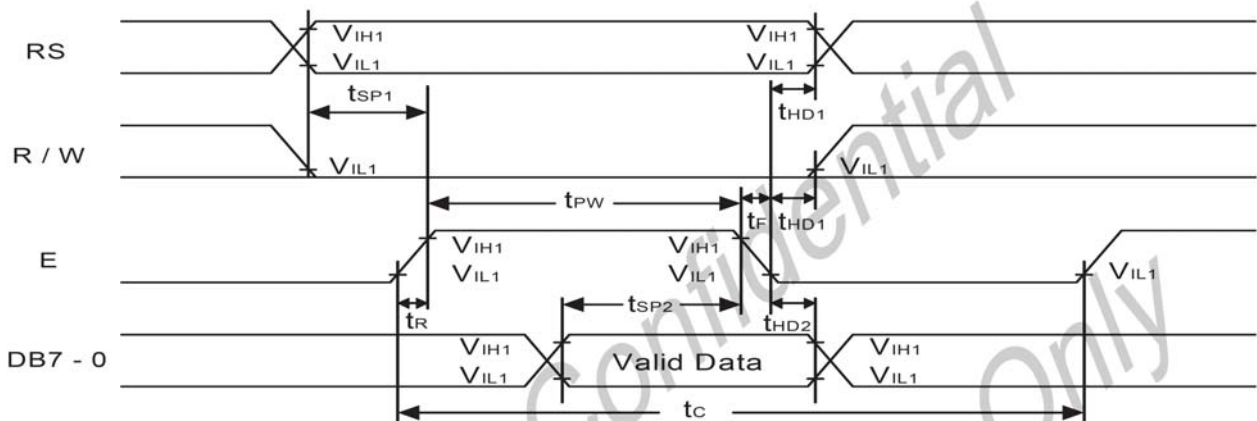 RS
VIH1
VIL1
VIH1
VIL1
tSP1
tHD1
R / W
VIL1
VIL1
tPW
tF
tHD1
E
VIH1
VIL1
VIH1
VIL1
VIL1
tR
tSP2
tHD2
DB7 - 0
VIH1
VIL1
Valid Data
VIH1
VIL1
tC
Confidential
Only